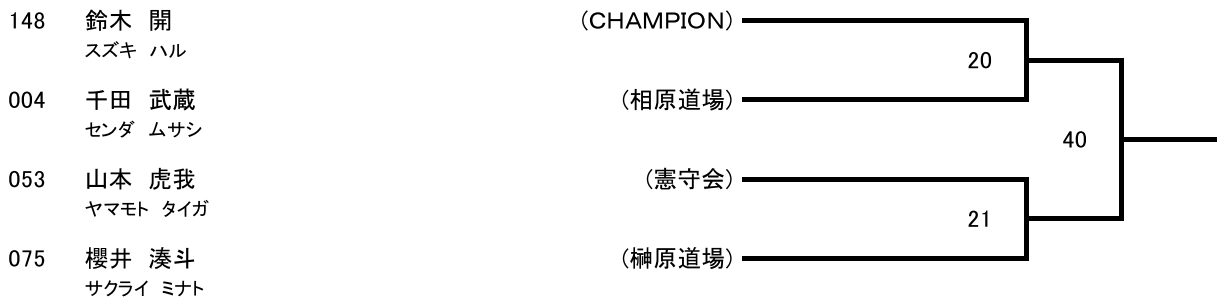 148 鈴木 開 (CHAMPION)
スズキ ハル
20
004 千田 武蔵 (相原道場)
センダ ムサシ
40
053 山本 虎我 (憲守会)
ヤマモト タイガ
21
075 櫻井 湊斗 (榊原道場)
サクライ ミナト